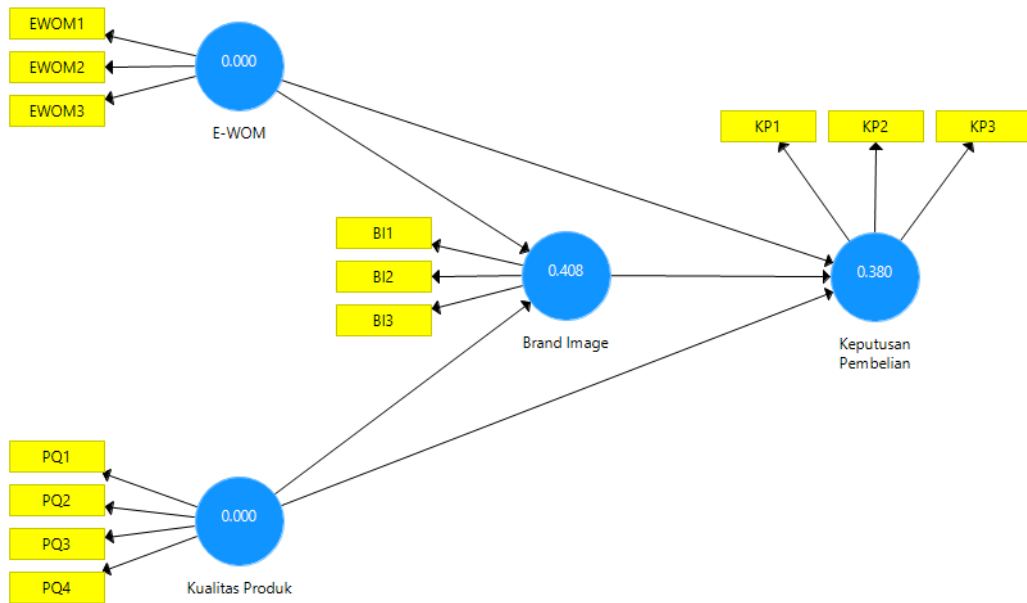 EWOM1
EWOM2
EWOM3
0.000
E-WOM
KP1
KP2
KP3
BI1
BI2
BI3
0.408
Brand Image
0.380
Keputusan
Pembelian
PQ1
PQ2
PQ3
PQ4
0.000
Kualitas Produk